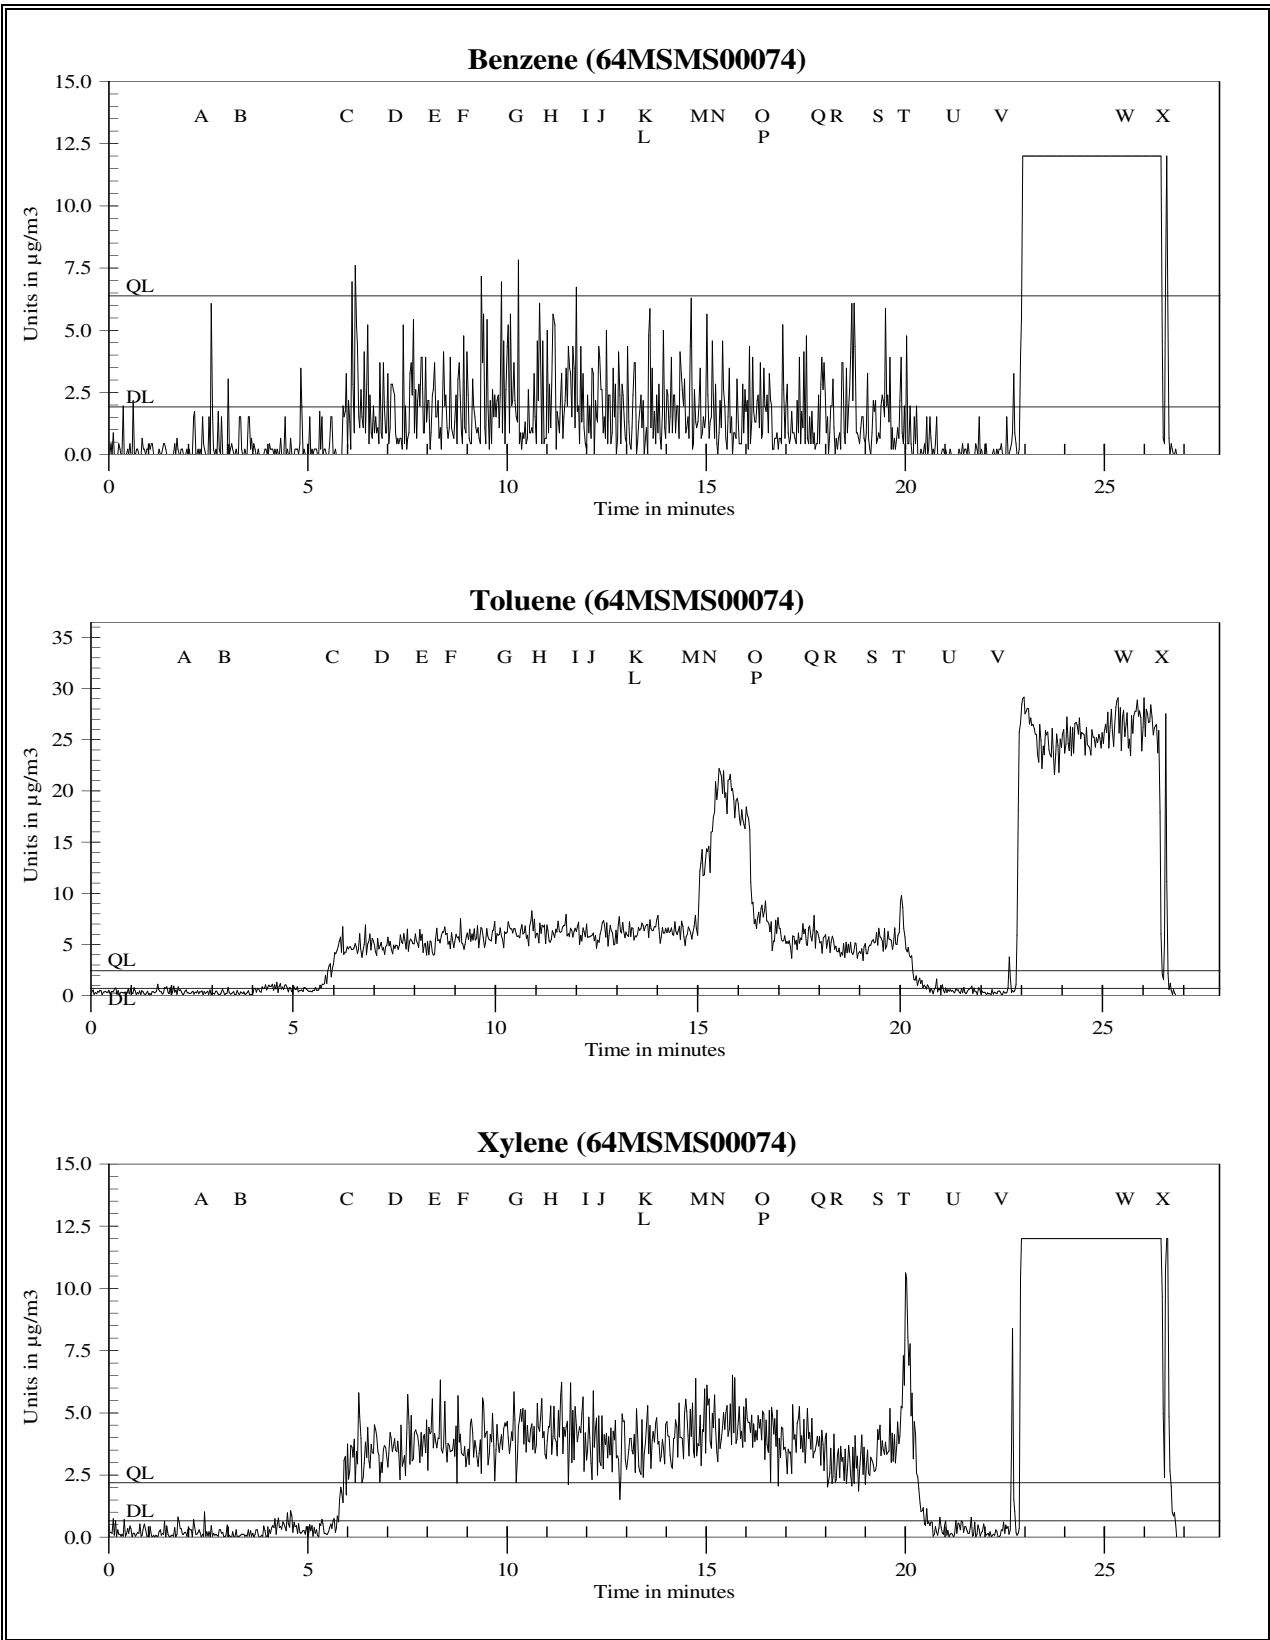 Benzene (64MSMS00074)
15.0
A B C D E F G H I J K M N O Q R S T U V W X
L P
12.5
10.0
7.5
QL
5.0
2.5
DL
0.0
Units in µg/m3
0 5 10 15 20 25
Time in minutes
Toluene (64MSMS00074)
35
A B C D E F G H I J K M N O Q R S T U V W X
L P
30
25
20
15
10
5
QL
0
DL
Units in µg/m3
0 5 10 15 20 25
Time in minutes
Xylene (64MSMS00074)
15.0
A B C D E F G H I J K M N O Q R S T U V W X
L P
12.5
10.0
7.5
5.0
2.5
QL
DL
0.0
Units in µg/m3
0 5 10 15 20 25
Time in minutes